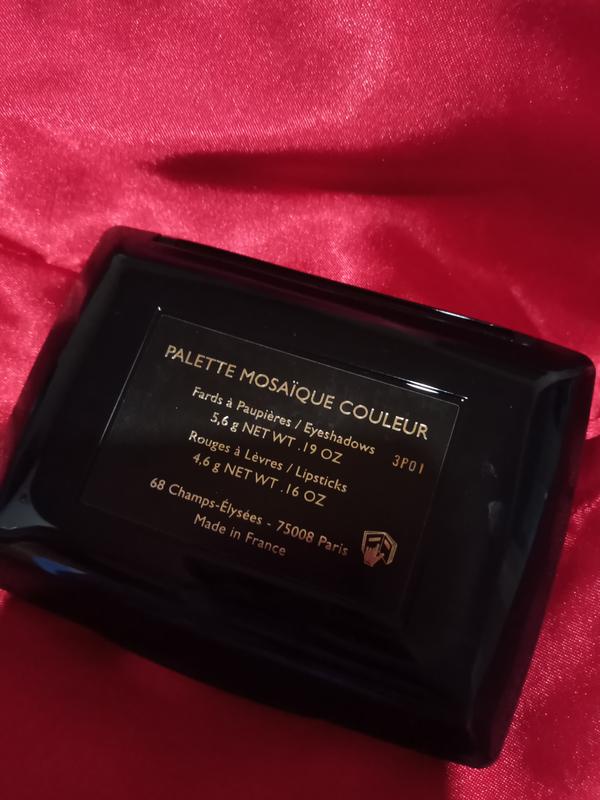 PALETTE MOSAÏQUE COULEUR
Fards à Paupières / Eyeshadows
5,6 g NET WT .19 OZ
3P01
Rouges à Lèvres / Lipsticks
4,6 g NET WT .16 OZ
68 Champs-Élysées - 75008 Paris
Made in France